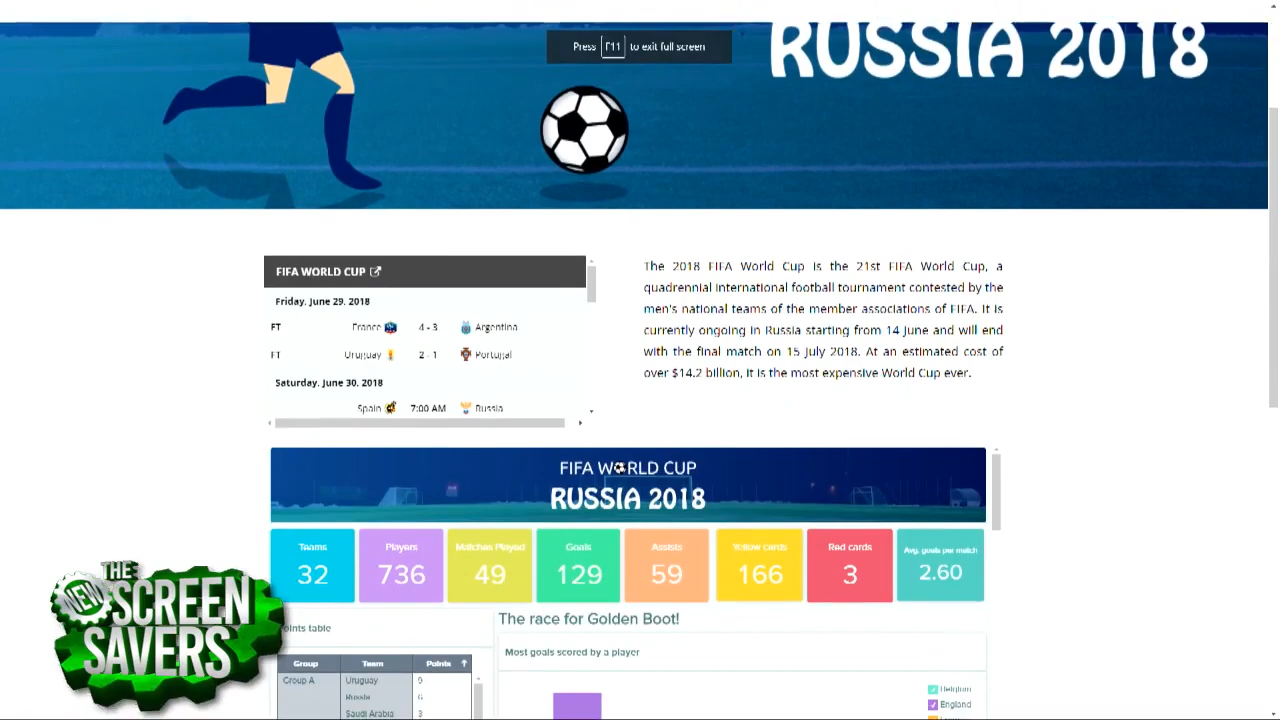 RUSSIA 2018
Press F11 to exit full screen
FIFA WORLD CUP
Friday, June 29, 2018
FT France 4 - 3 Argentina
FT Uruguay 2 - 1 Portugal
Saturday, June 30, 2018
Spain 7:00 AM Russia
The 2018 FIFA World Cup is the 21st FIFA World Cup, a
quadrennial international football tournament contested by the
men's national teams of the member associations of FIFA. It is
currently ongoing in Russia starting from 14 June and will end
with the final match on 15 July 2018. At an estimated cost of
over $14.2 billion, it is the most expensive World Cup ever.
FIFA WORLD CUP
RUSSIA 2018
Teams
32
Players
736
Matches Played
49
Goals
129
Assists
59
Yellow cards
166
Red cards
3
Avg. goals per match
2.60
table
Group Team Points
Group A Uruguay 9
Russia 6
Saudi Arabia 3
The race for Golden Boot!
Most goals scored by a player
Belgium
England
THE NEW SCREEN SAVERS